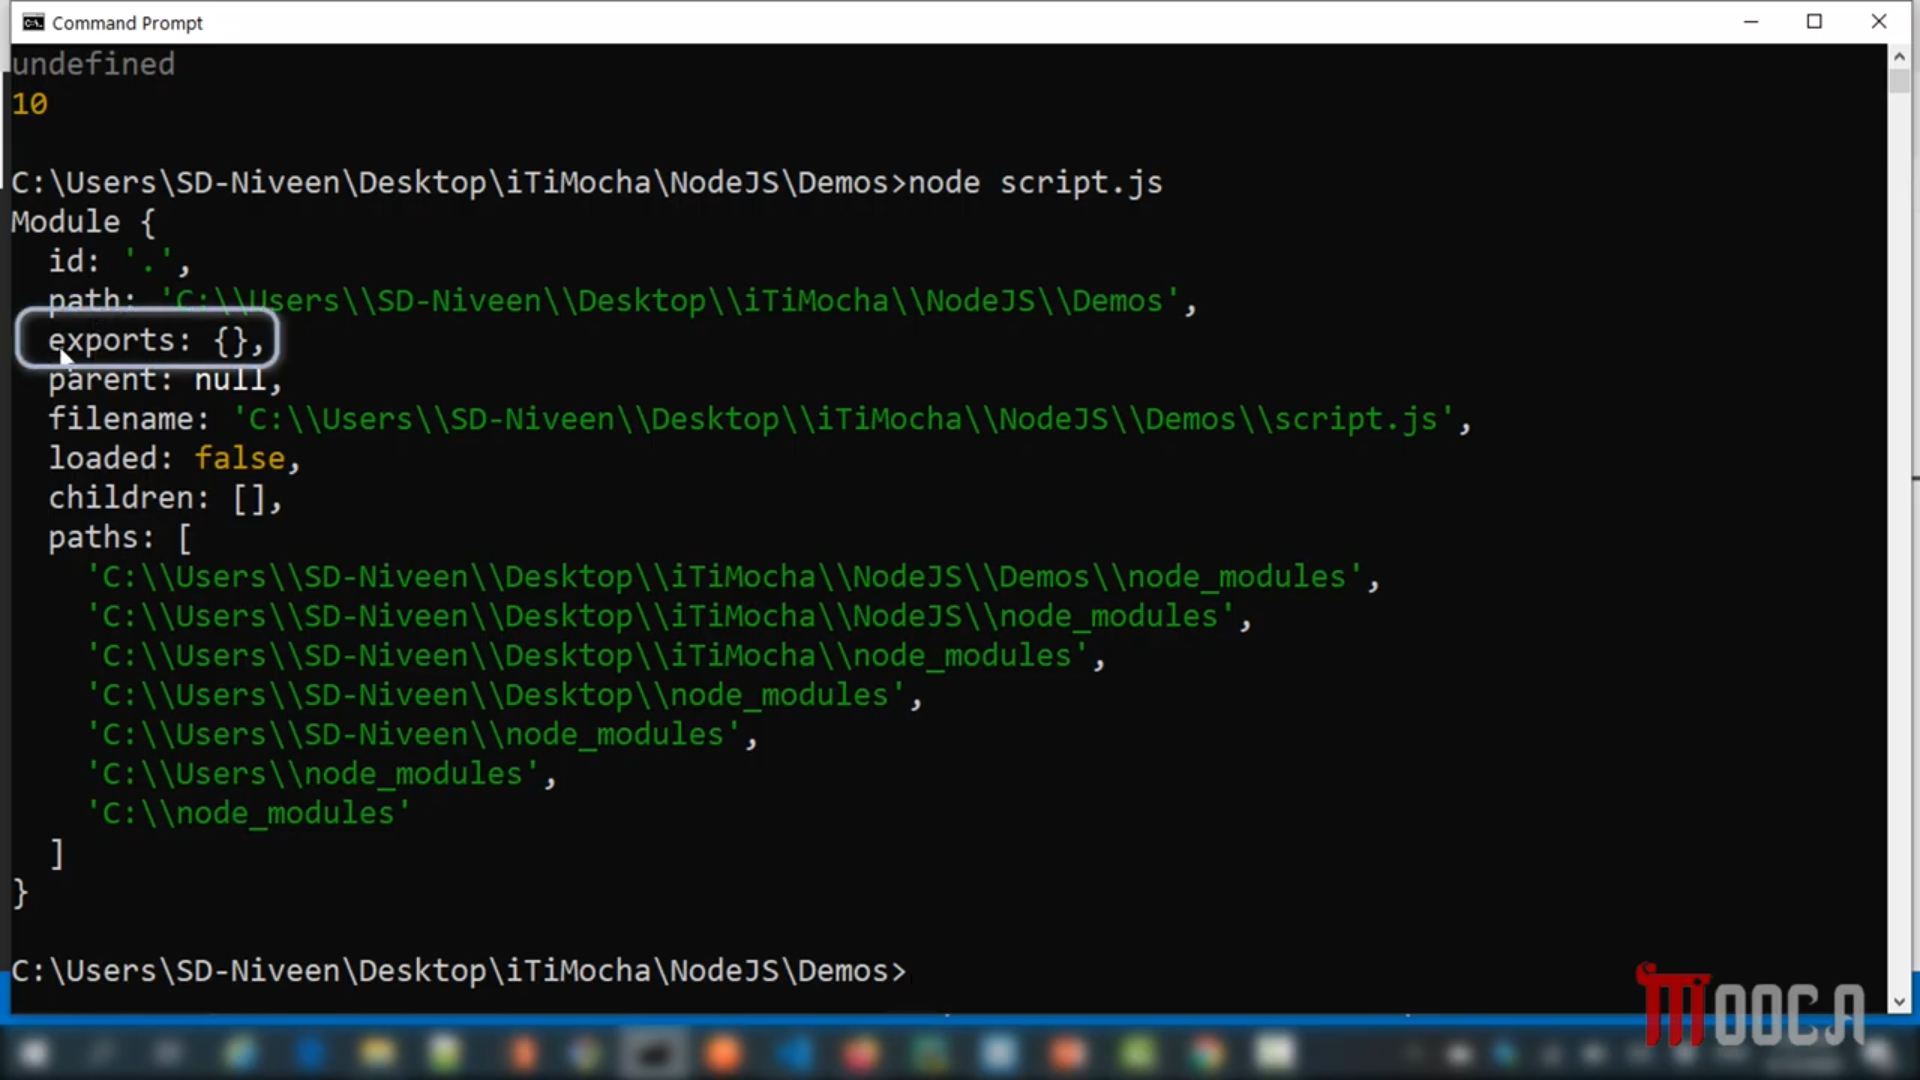 Command Prompt
undefined
10
C:\Users\SD-Niveen\Desktop\iTiMocha\NodeJS\Demos>node script.js
Module {
  id: '.',
  path: 'C:\\Users\\SD-Niveen\\Desktop\\iTiMocha\\NodeJS\\Demos',
  exports: {},
  parent: null,
  filename: 'C:\\Users\\SD-Niveen\\Desktop\\iTiMocha\\NodeJS\\Demos\\script.js',
  loaded: false,
  children: [],
  paths: [
    'C:\\Users\\SD-Niveen\\Desktop\\iTiMocha\\NodeJS\\Demos\\node_modules',
    'C:\\Users\\SD-Niveen\\Desktop\\iTiMocha\\NodeJS\\node_modules',
    'C:\\Users\\SD-Niveen\\Desktop\\iTiMocha\\node_modules',
    'C:\\Users\\SD-Niveen\\Desktop\\node_modules',
    'C:\\Users\\SD-Niveen\\node_modules',
    'C:\\Users\\node_modules',
    'C:\\node_modules'
  ]
}
C:\Users\SD-Niveen\Desktop\iTiMocha\NodeJS\Demos>
MOOCA